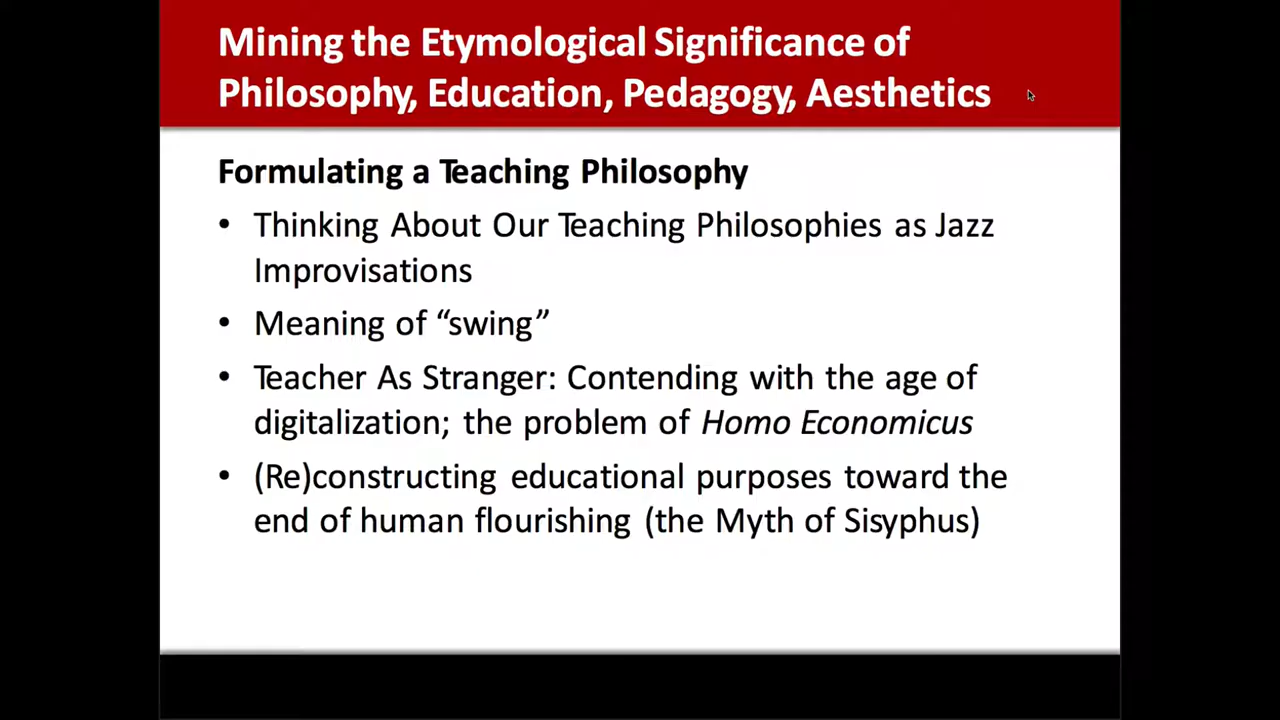 Mining the Etymological Significance of
Philosophy, Education, Pedagogy, Aesthetics
Formulating a Teaching Philosophy
• Thinking About Our Teaching Philosophies as Jazz
Improvisations
• Meaning of “swing”
• Teacher As Stranger: Contending with the age of
digitalization; the problem of Homo Economicus
• (Re)constructing educational purposes toward the
end of human flourishing (the Myth of Sisyphus)